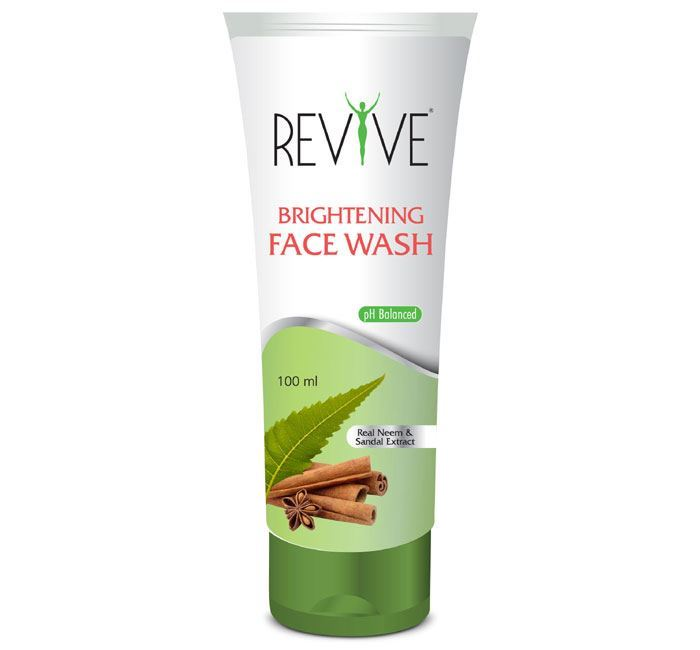 REVIVE®
BRIGHTENING
FACE WASH
pH Balanced
100 ml
Real Neem &
Sandal Extract